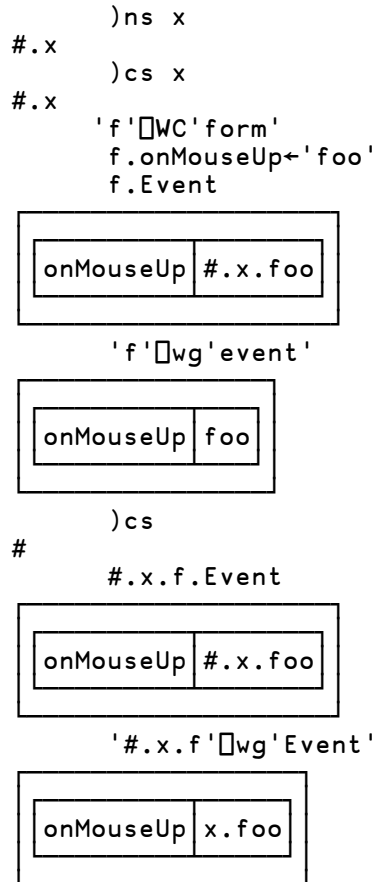 )ns x
#.x
)cs x
#.x
'f'⎕WC'form'
f.onMouseUp←'foo'
f.Event
onMouseUp #.x.foo
'f'⎕wg'event'
onMouseUp foo
)cs
#
#.x.f.Event
onMouseUp #.x.foo
'#.x.f'⎕wg'Event'
onMouseUp x.foo